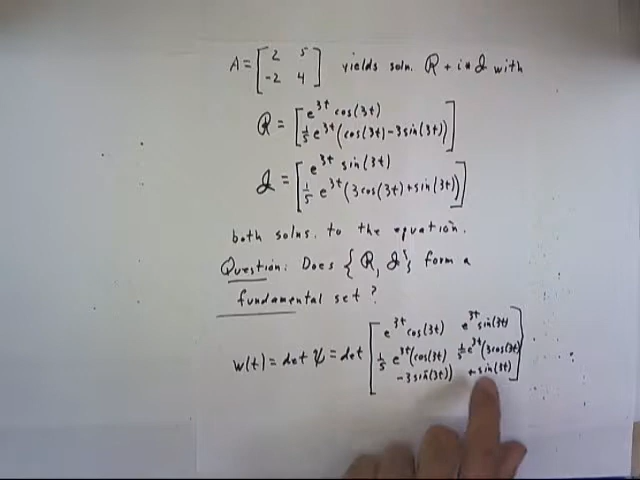 A = [ 2 5 yields soln. R + i * I with
-2 4 ]
R = [ e^3t cos(3t)
1/5 e^3t (cos(3t) - 3sin(3t)) ]
I = [ e^3t sin(3t)
1/5 e^3t (3cos(3t) + sin(3t)) ]
both solns. to the equation.
Question: Does { R, I } form a
fundamental set?
W(t) = det ψ = det [ e^3t cos(3t) e^3t sin(3t)
1/5 e^3t (cos(3t) 1/5 e^3t (3cos(3t)
- 3sin(3t)) + sin(3t) ]